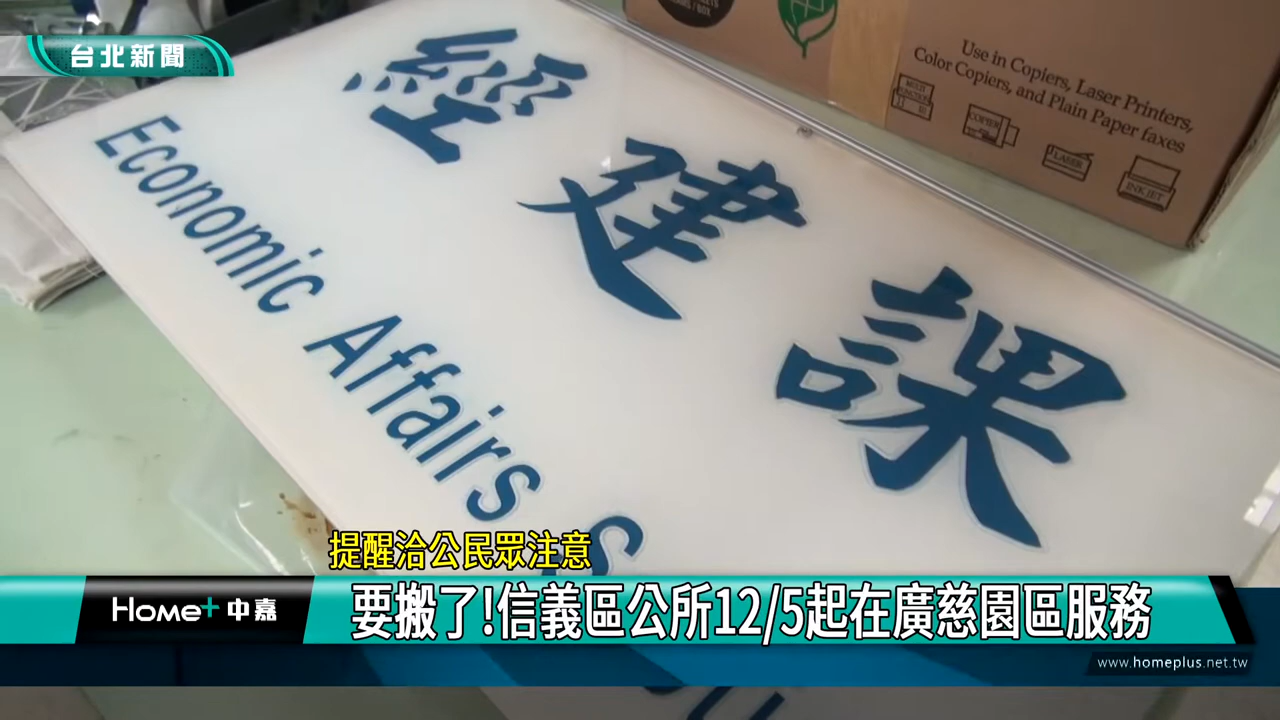 台北新聞
經建課
Economic Affairs S
Use in Copiers, Laser Printers,
Color Copiers, and Plain Paper faxes
COPIER
LASER
INK JET
提醒洽公民眾注意
Home+中嘉
要搬了!信義區公所12/5起在廣慈園區服務
www.homeplus.net.tw